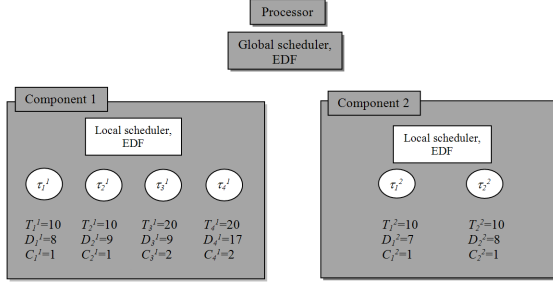 Processor
Global scheduler,
EDF
Component 1
Local scheduler,
EDF
τ₁¹ τ₂¹ τ₃¹ τ₄¹
T₁¹=10 T₂¹=10 T₃¹=20 T₄¹=20
D₁¹=8 D₂¹=9 D₃¹=9 D₄¹=17
C₁¹=1 C₂¹=1 C₃¹=2 C₄¹=2
Component 2
Local scheduler,
EDF
τ₁² τ₂²
T₁²=10 T₂²=10
D₁²=7 D₂²=8
C₁²=1 C₂²=1